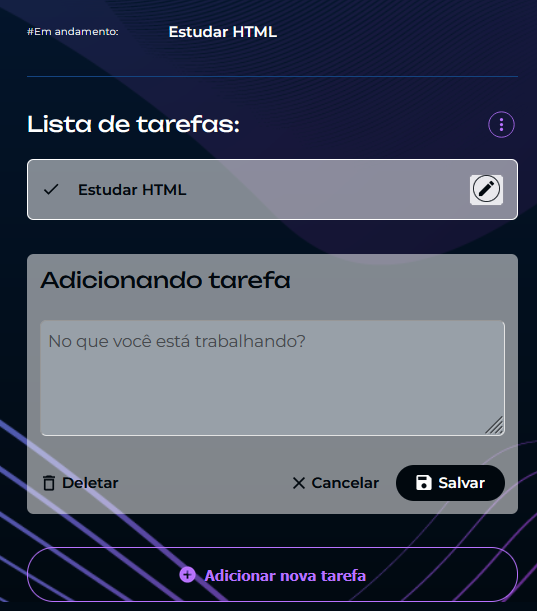 #Em andamento: Estudar HTML
Lista de tarefas:
Estudar HTML
Adicionando tarefa
No que você está trabalhando?
Deletar Cancelar Salvar
Adicionar nova tarefa